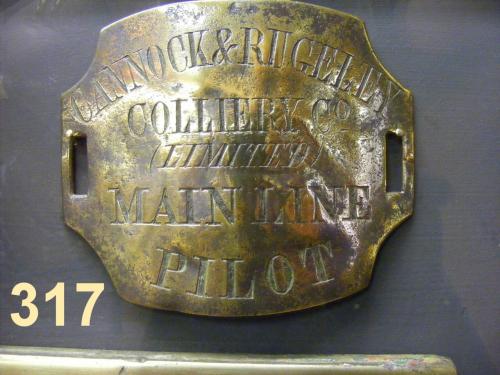 CANNOCK & RUGELEY
COLLIERY Co
(LIMITED)
MAIN LINE
PILOT
317